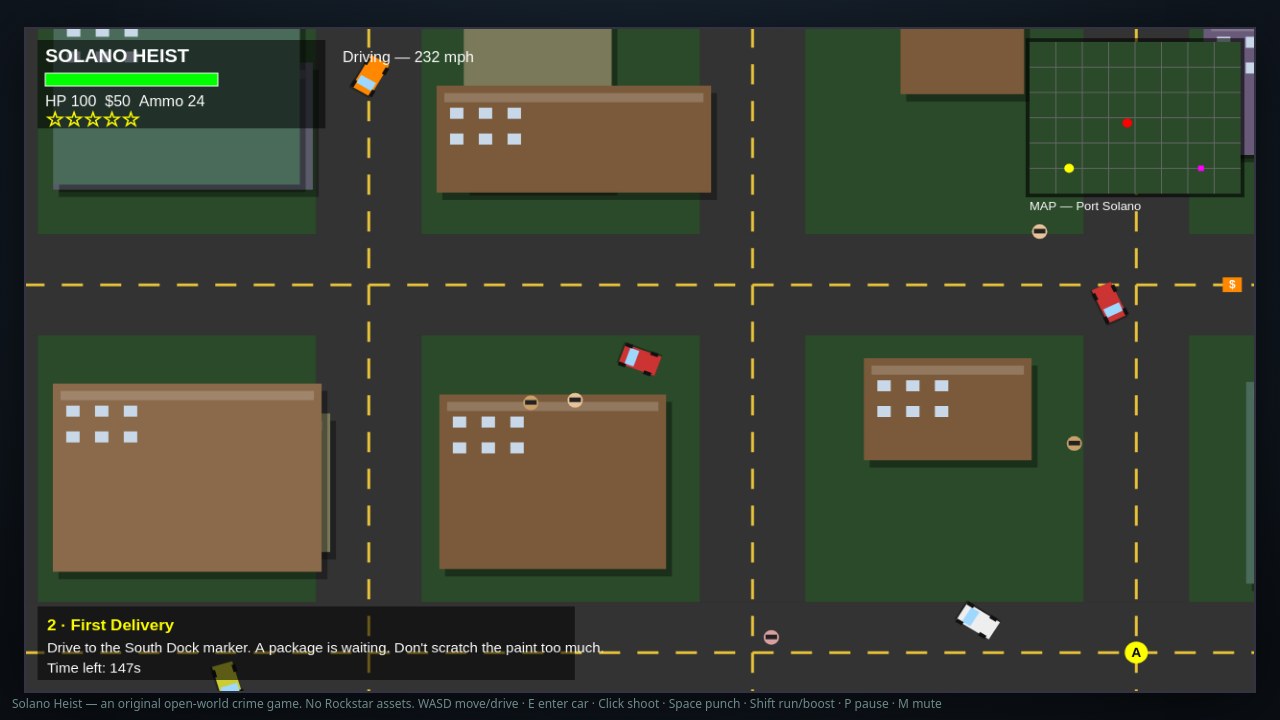 SOLANO HEIST
Driving — 232 mph
HP 100 $50 Ammo 24
$
MAP — Port Solano
2 · First Delivery
Drive to the South Dock marker. A package is waiting. Don't scratch the paint too much.
Time left: 147s
A
Solano Heist — an original open-world crime game. No Rockstar assets. WASD move/drive · E enter car · Click shoot · Space punch · Shift run/boost · P pause · M mute